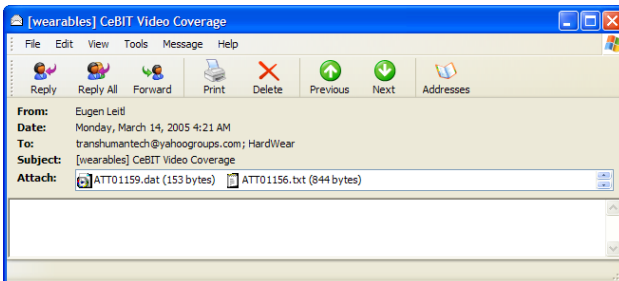 [wearables] CeBIT Video Coverage
File Edit View Tools Message Help
Reply Reply All Forward Print Delete Previous Next Addresses
From: Eugen Leitl
Date: Monday, March 14, 2005 4:21 AM
To: transhumantech@yahoogroups.com; HardWear
Subject: [wearables] CeBIT Video Coverage
Attach: ATT01159.dat (153 bytes) ATT01156.txt (844 bytes)